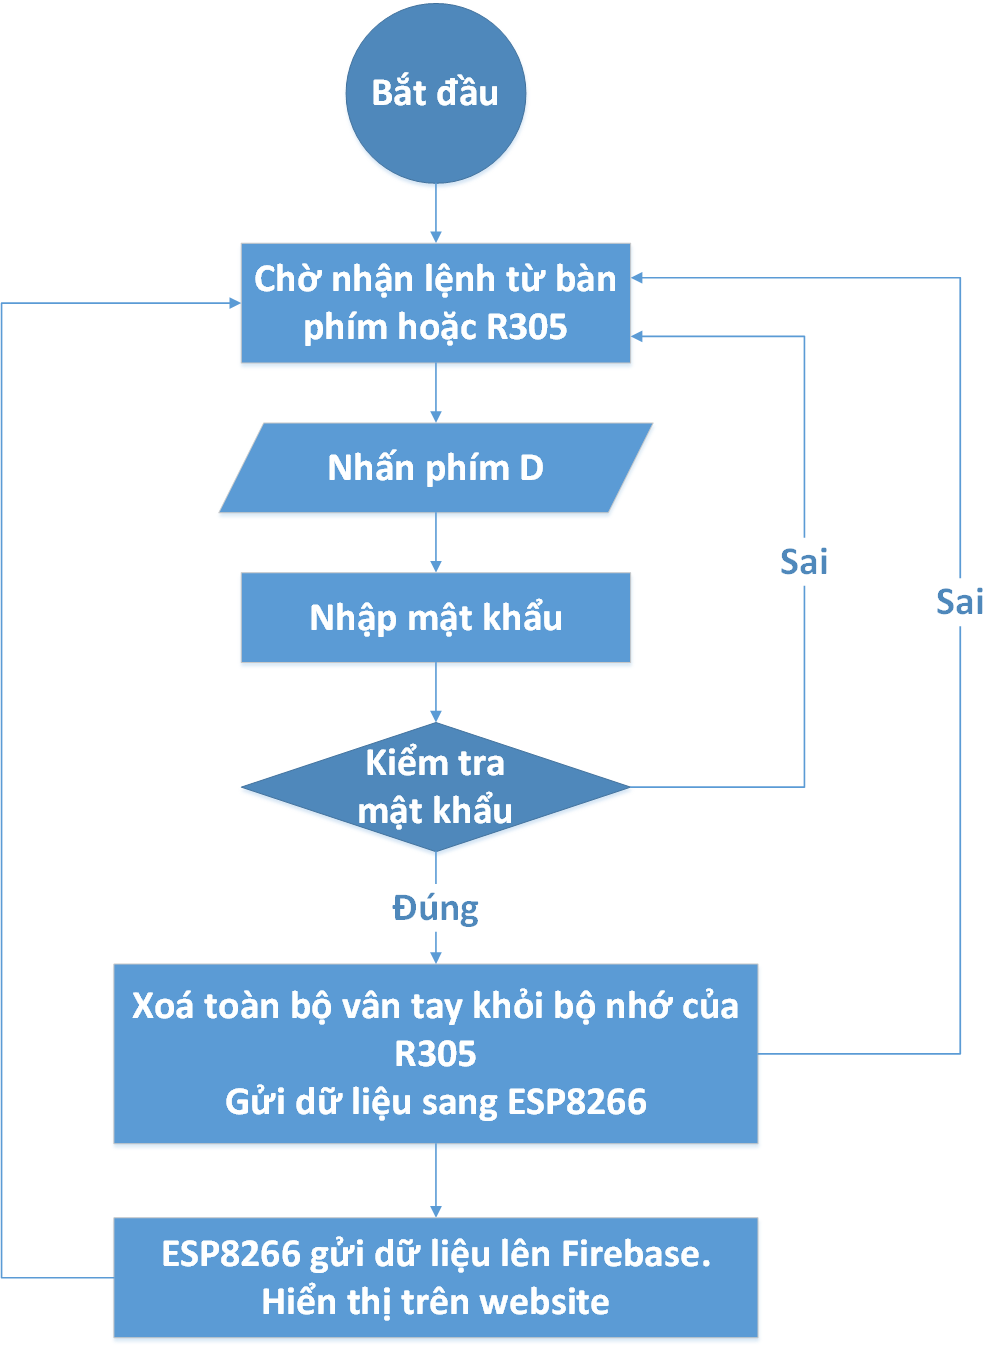 Bắt đầu
Chờ nhận lệnh từ bàn
phím hoặc R305
Nhấn phím D
Sai
Sai
Nhập mật khẩu
Kiểm tra
mật khẩu
Đúng
Xoá toàn bộ vân tay khỏi bộ nhớ của
R305
Gửi dữ liệu sang ESP8266
ESP8266 gửi dữ liệu lên Firebase.
Hiển thị trên website